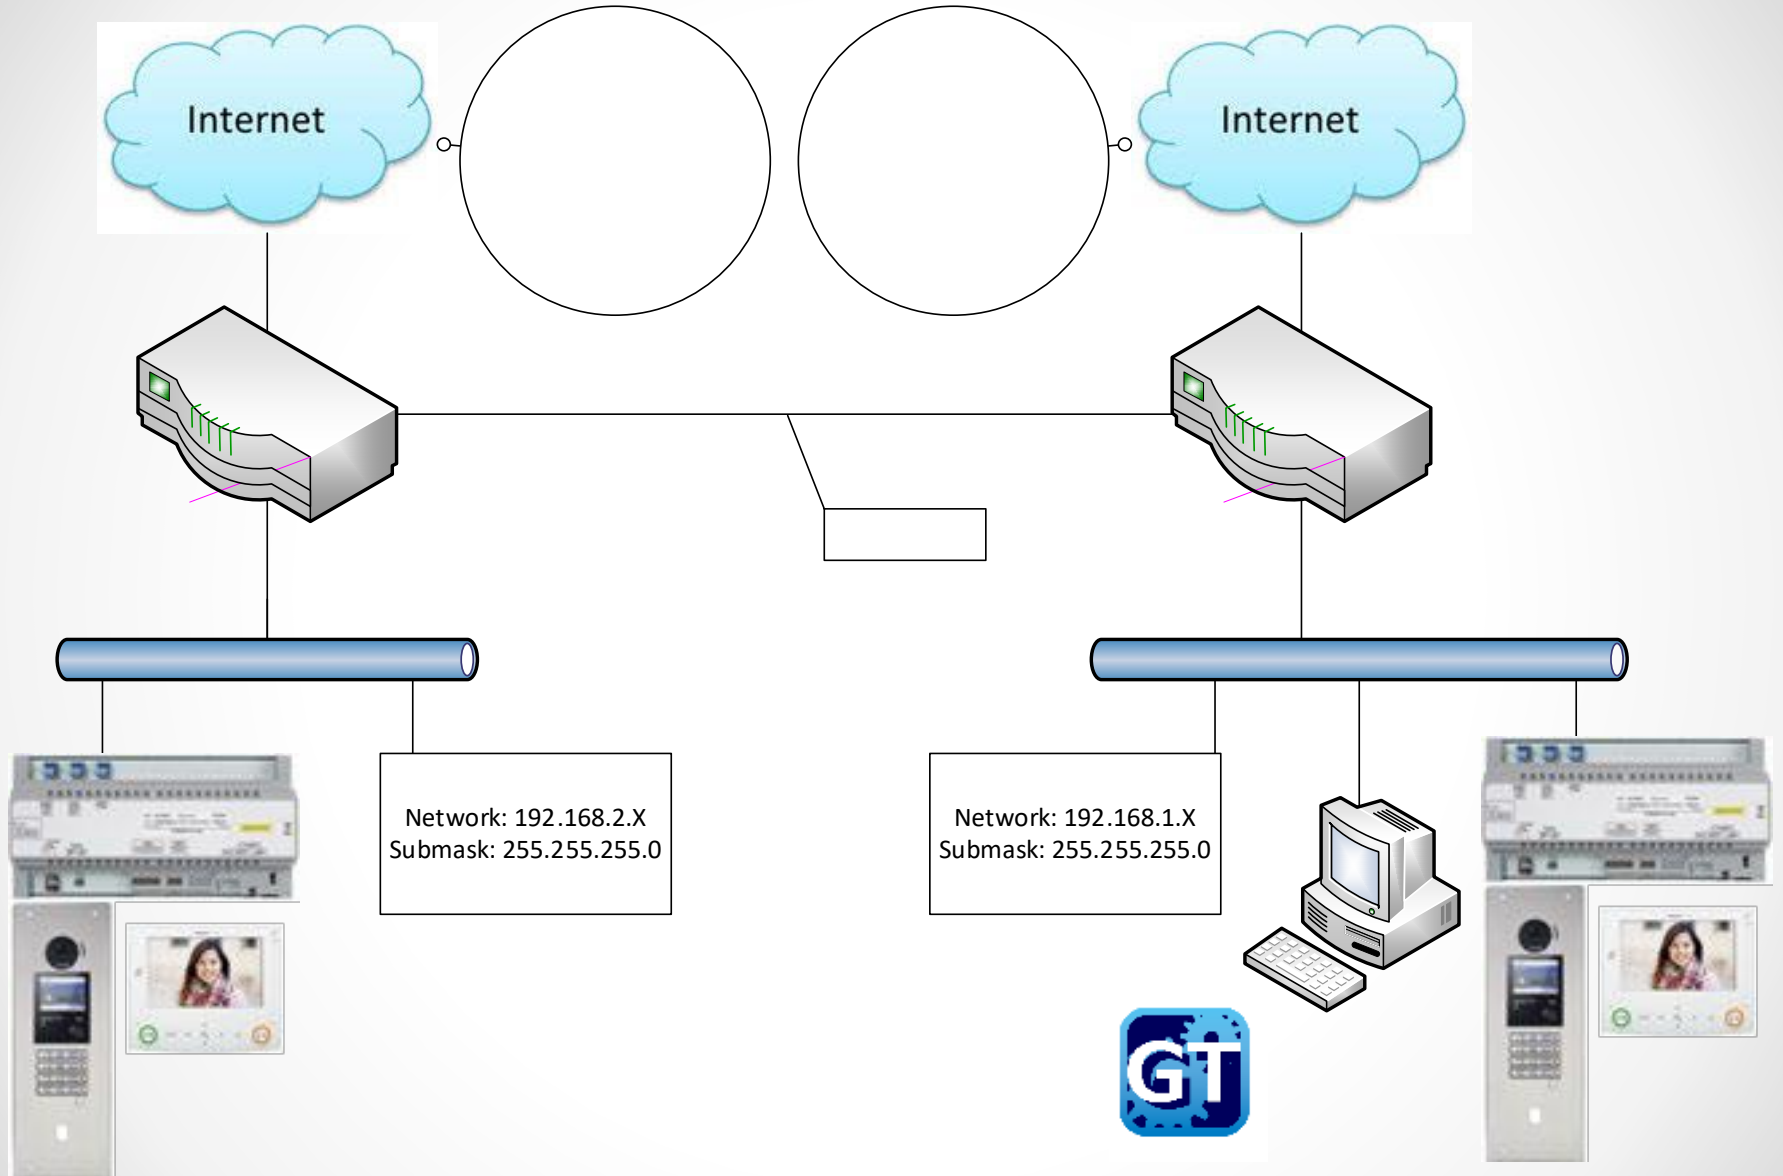 Internet
Internet
Network: 192.168.2.X
Submask: 255.255.255.0
Network: 192.168.1.X
Submask: 255.255.255.0
GT